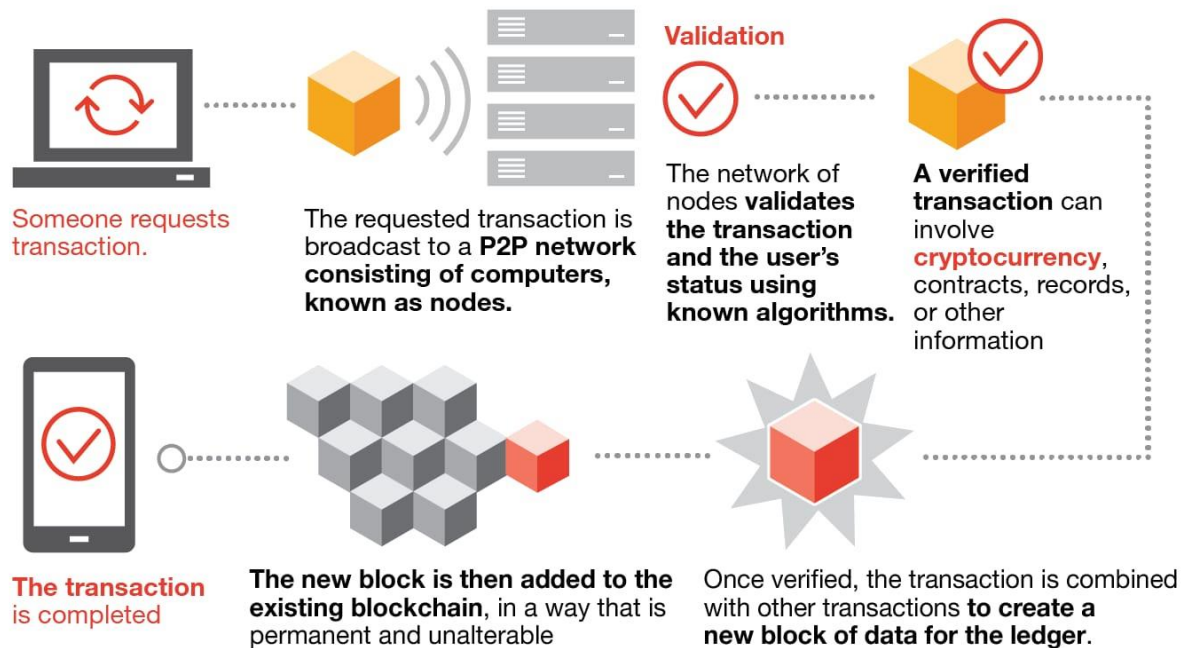 Someone requests
transaction.
The requested transaction is
broadcast to a P2P network
consisting of computers,
known as nodes.
Validation
The network of
nodes validates
the transaction
and the user's
status using
known algorithms.
A verified
transaction can
involve
cryptocurrency,
contracts, records,
or other
information
Once verified, the transaction is combined
with other transactions to create a
new block of data for the ledger.
The new block is then added to the
existing blockchain, in a way that is
permanent and unalterable
The transaction
is completed